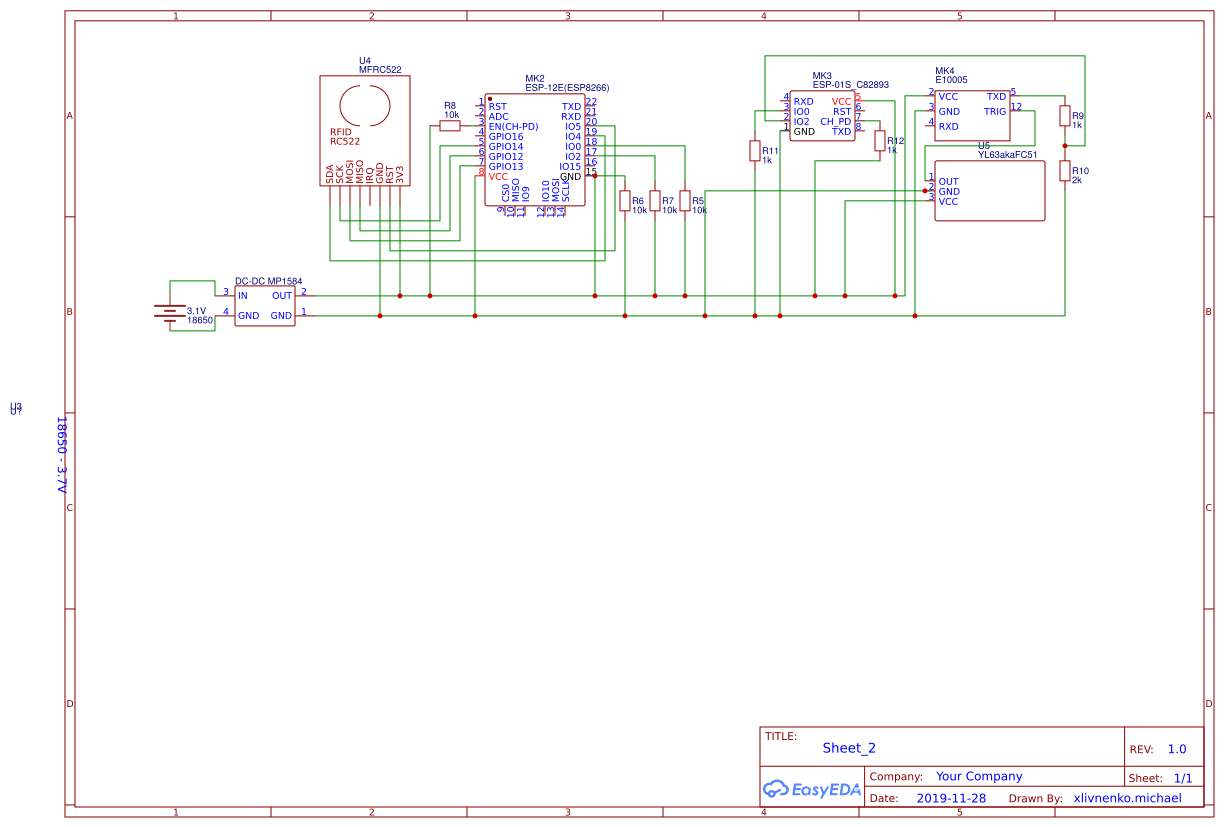 1 2 3 4 5
A
B
C
D
A
B
C
D
1 2 3 4 5
U4
MFRC522
RFID
RC522
SDA
SCK
MOSI
MISO
IRQ
GND
RST
3V3
R8
10k
MK2
ESP-12E(ESP8266)
1 RST
2 ADC
3 EN(CH-PD)
4 GPIO16
5 GPIO14
6 GPIO12
7 GPIO13
8 VCC
TXD 22
RXD 21
IO5 20
IO4 19
IO0 18
IO2 17
IO15 16
GND 15
CS0 9
MISO 10
IO9 11
IO10 12
MOSI 13
SCLK 14
R6
10k
R7
10k
R5
10k
R11
1k
MK3
ESP-01S_C82893
4 RXD
3 IO0
2 IO2
1 GND
VCC 5
RST 6
CH_PD 7
TXD 8
R12
1k
MK4
E10005
2 VCC
3 GND
4 RXD
TXD 5
TRIG 12
R9
1k
R10
2k
U5
YL63akaFC51
1 OUT
2 GND
3 VCC
3.1V
18650
DC-DC MP1584
3 IN
4 GND
OUT 2
GND 1
18650 - 3.7V
TITLE:
Sheet_2
REV: 1.0
EasyEDA
Company: Your Company
Sheet: 1/1
Date: 2019-11-28 Drawn By: xlivnenko.michael